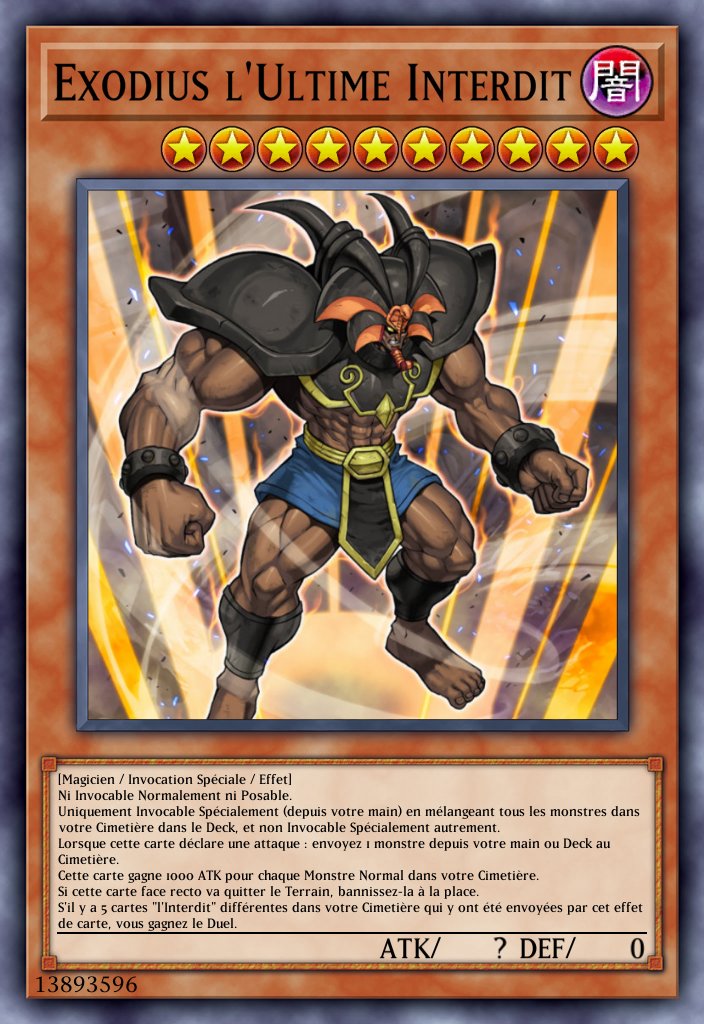 Exodius l'Ultime Interdit 闇
[Magicien / Invocation Spéciale / Effet]
Ni Invocable Normalement ni Posable.
Uniquement Invocable Spécialement (depuis votre main) en mélangeant tous les monstres dans
votre Cimetière dans le Deck, et non Invocable Spécialement autrement.
Lorsque cette carte déclare une attaque : envoyez 1 monstre depuis votre main ou Deck au
Cimetière.
Cette carte gagne 1000 ATK pour chaque Monstre Normal dans votre Cimetière.
Si cette carte face recto va quitter le Terrain, bannissez-la à la place.
S'il y a 5 cartes "l'Interdit" différentes dans votre Cimetière qui y ont été envoyées par cet effet
de carte, vous gagnez le Duel.
ATK/ ? DEF/ 0
13893596